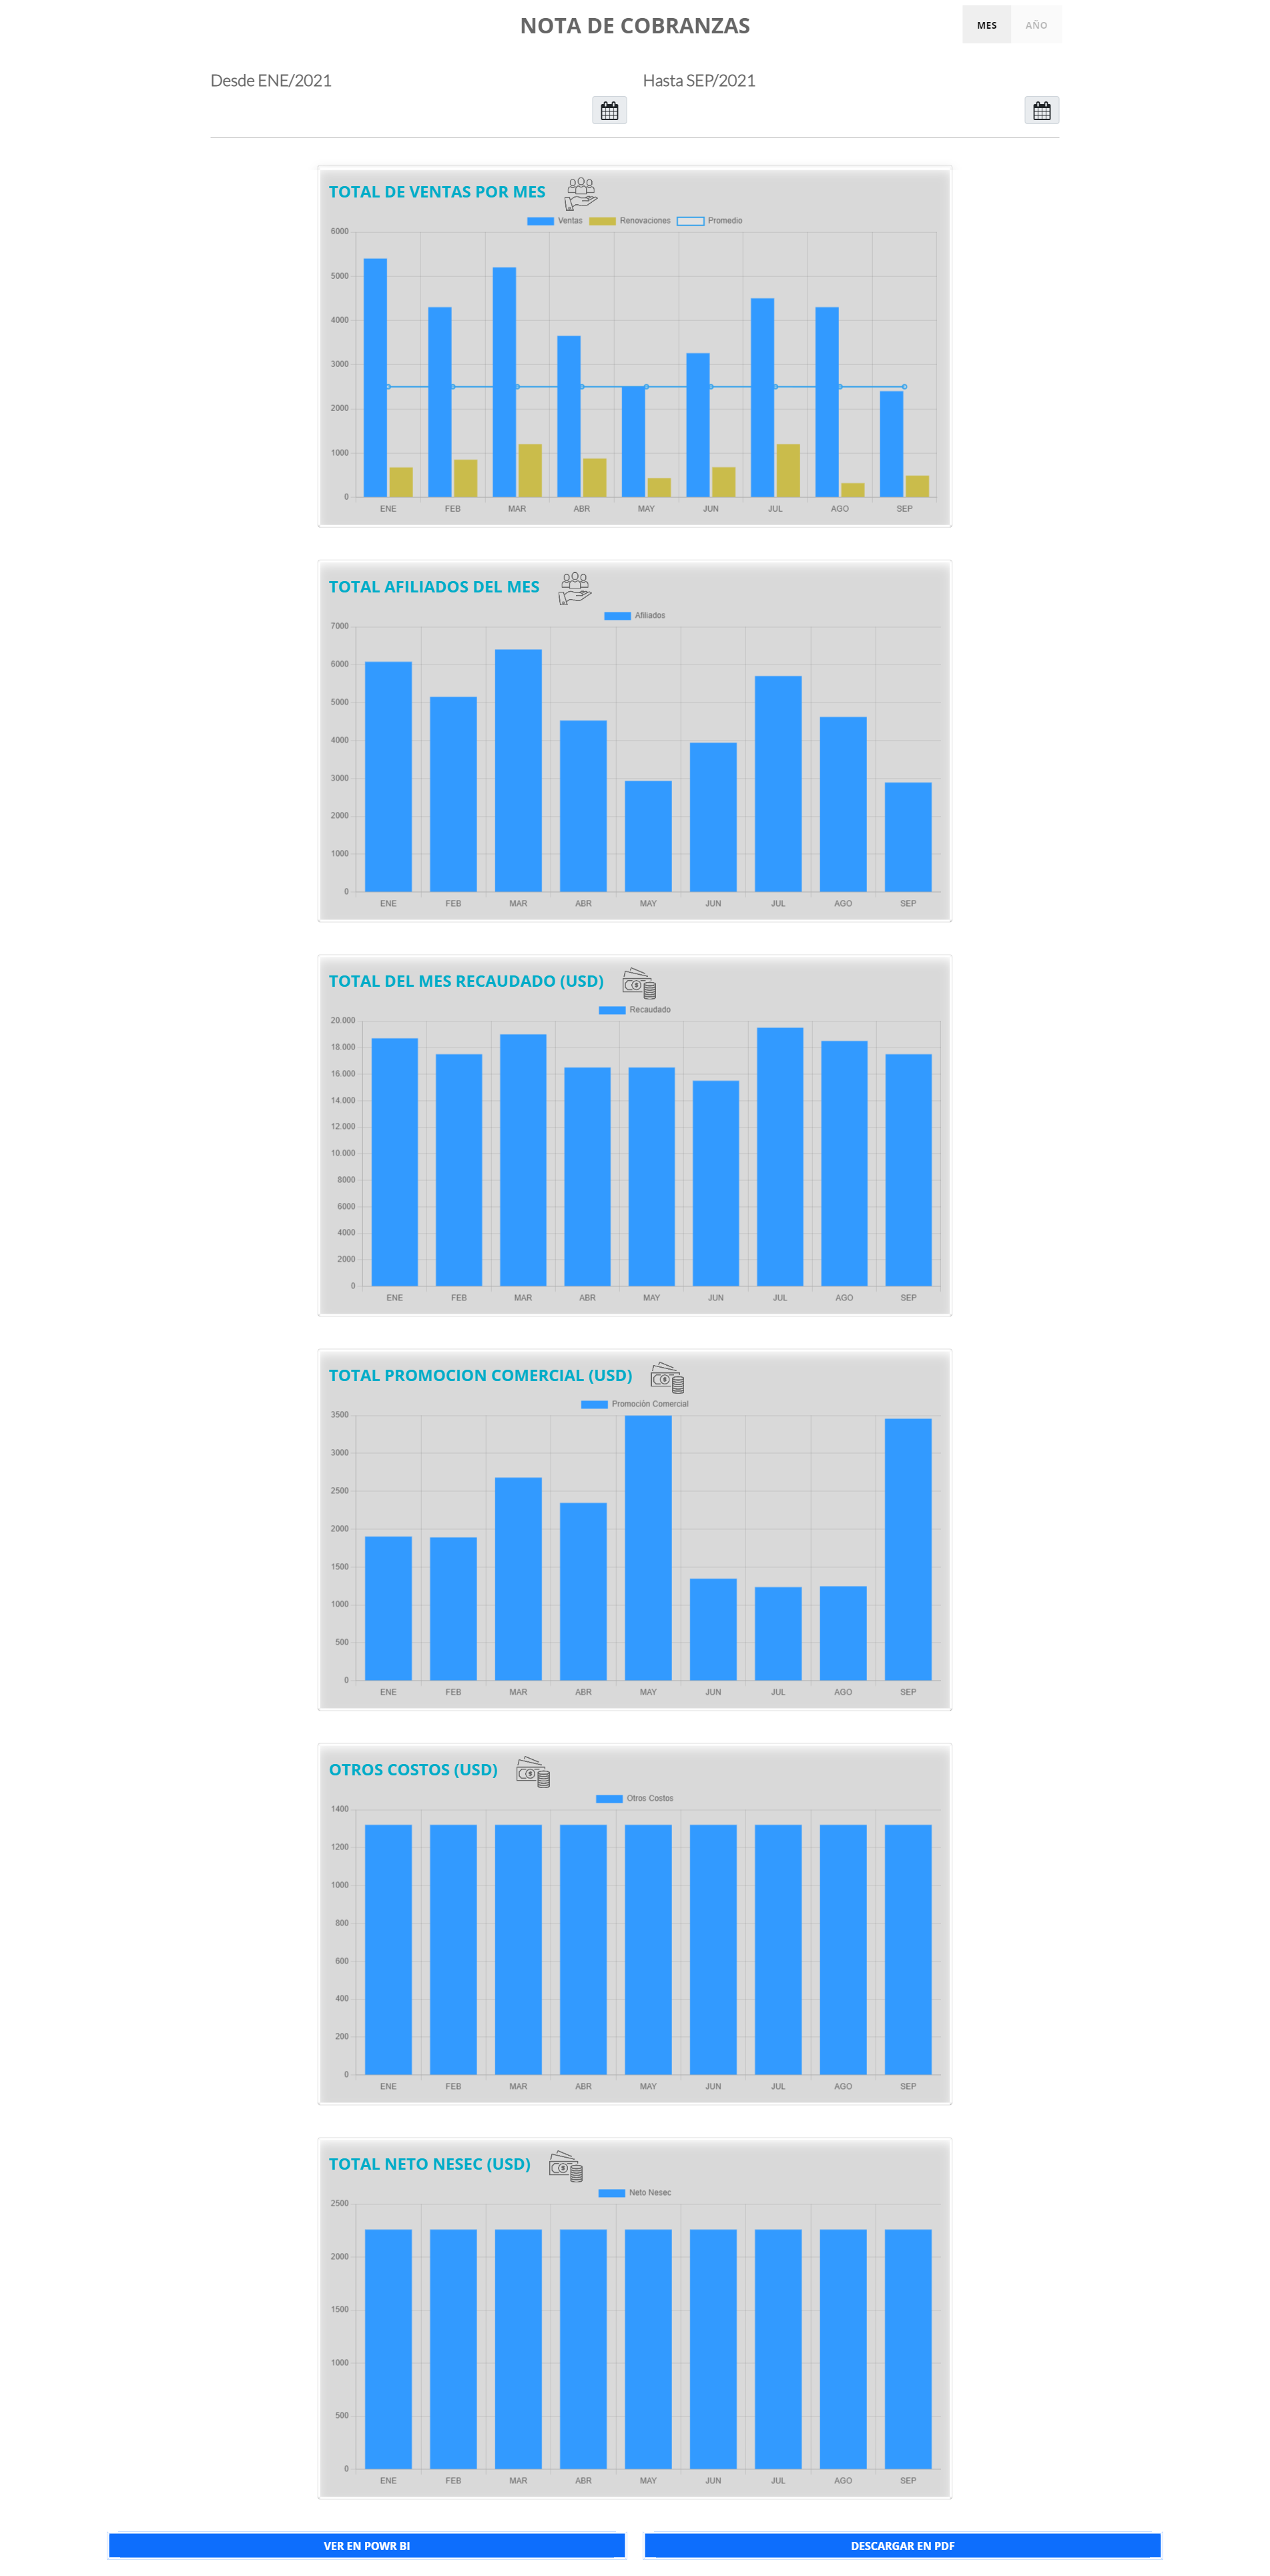 NOTA DE COBRANZAS
MES AÑO
Desde ENE/2021 Hasta SEP/2021
TOTAL DE VENTAS POR MES
Ventas Renovaciones Promedio
6000
5000
4000
3000
2000
1000
0
ENE FEB MAR ABR MAY JUN JUL AGO SEP
TOTAL AFILIADOS DEL MES
Afiliados
7000
6000
5000
4000
3000
2000
1000
0
ENE FEB MAR ABR MAY JUN JUL AGO SEP
TOTAL DEL MES RECAUDADO (USD)
Recaudado
20.000
18.000
16.000
14.000
12.000
10.000
8000
6000
4000
2000
0
ENE FEB MAR ABR MAY JUN JUL AGO SEP
TOTAL PROMOCION COMERCIAL (USD)
Promoción Comercial
3500
3000
2500
2000
1500
1000
500
0
ENE FEB MAR ABR MAY JUN JUL AGO SEP
OTROS COSTOS (USD)
Otros Costos
1400
1200
1000
800
600
400
200
0
ENE FEB MAR ABR MAY JUN JUL AGO SEP
TOTAL NETO NESEC (USD)
Neto Nesec
2500
2000
1500
1000
500
0
ENE FEB MAR ABR MAY JUN JUL AGO SEP
VER EN POWR BI DESCARGAR EN PDF